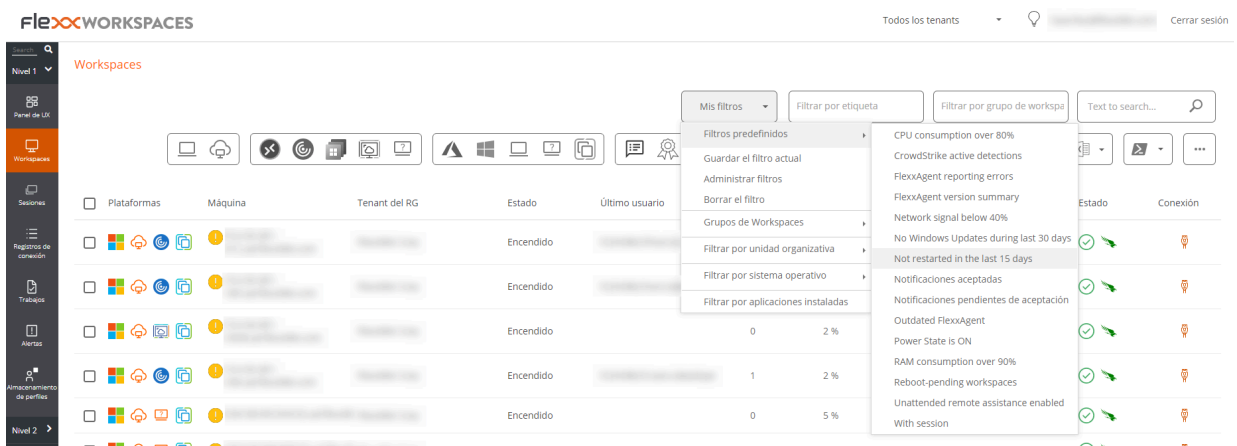 FlexxWORKSPACES
Todos los tenants
Cerrar sesión
Search
Nivel 1
Workspaces
Panel de UX
Mis filtros
Filtrar por etiqueta
Filtrar por grupo de workspa
Text to search...
Workspaces
Filtros predefinidos
Guardar el filtro actual
Administrar filtros
Borrar el filtro
Grupos de Workspaces
Filtrar por unidad organizativa
Filtrar por sistema operativo
Filtrar por aplicaciones instaladas
CPU consumption over 80%
CrowdStrike active detections
FlexxAgent reporting errors
FlexxAgent version summary
Network signal below 40%
No Windows Updates during last 30 days
Not restarted in the last 15 days
Notificaciones aceptadas
Notificaciones pendientes de aceptación
Outdated FlexxAgent
Power State is ON
RAM consumption over 90%
Reboot-pending workspaces
Unattended remote assistance enabled
With session
Sesiones
Registros de
conexión
Trabajos
Alertas
Almacenamiento
de perfiles
Nivel 2
Plataformas
Máquina
Tenant del RG
Estado
Último usuario
Estado
Conexión
Encendido
Encendido
Encendido
0
2 %
Encendido
1
2 %
Encendido
0
5 %